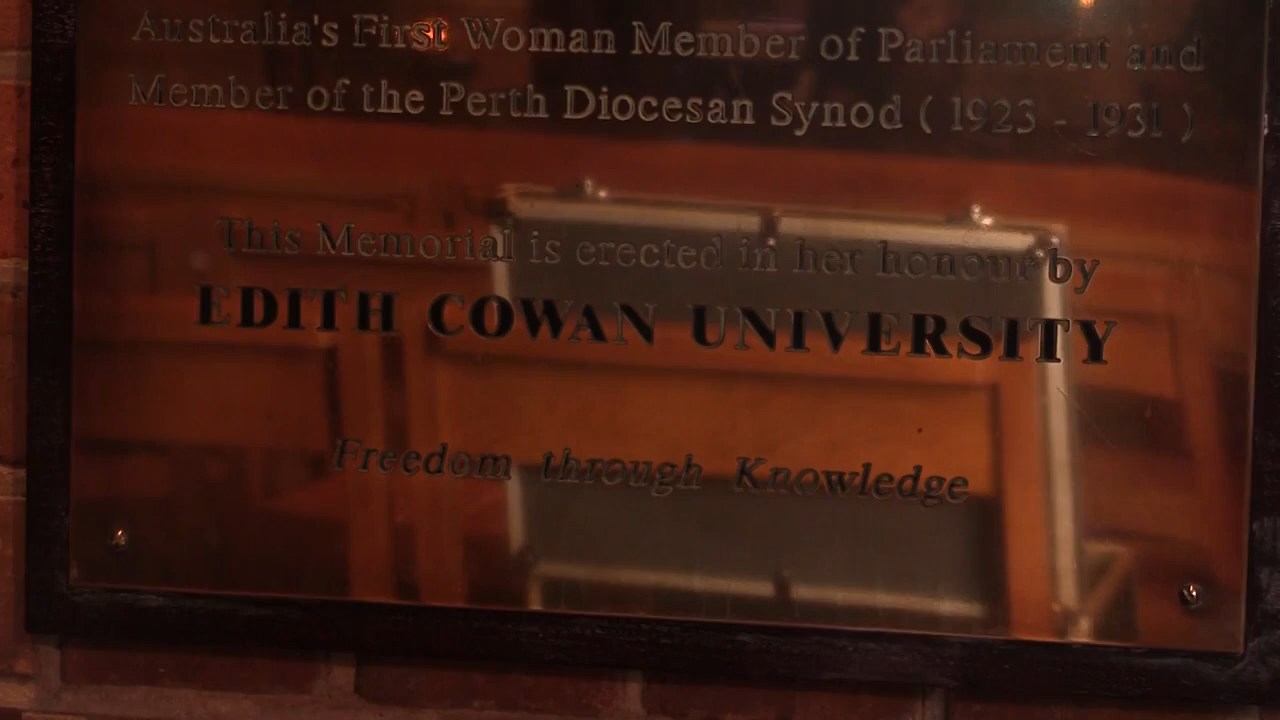 Australia's First Woman Member of Parliament and
Member of the Perth Diocesan Synod ( 1923 - 1931 )
This Memorial is erected in her honour by
EDITH COWAN UNIVERSITY
Freedom through Knowledge